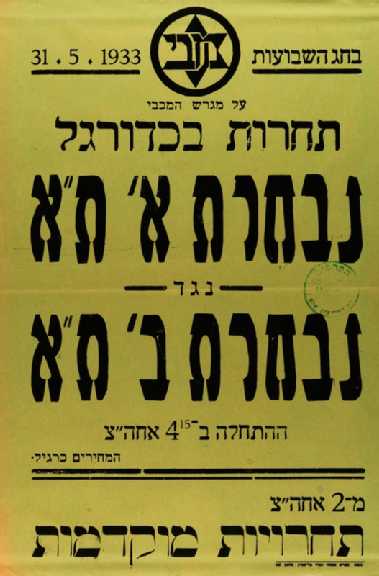 מכבי
בחג השבועות 31.5.1933
על מגרש המכבי
תחרות בכדורגל
נבחרת א' ת"א
— נגד —
נבחרת ב' ת"א
ההתחלה ב־4¹⁵ אחה"צ
המחירים כרגיל.
מ־2 אחה"צ
תחרויות מוקדמות